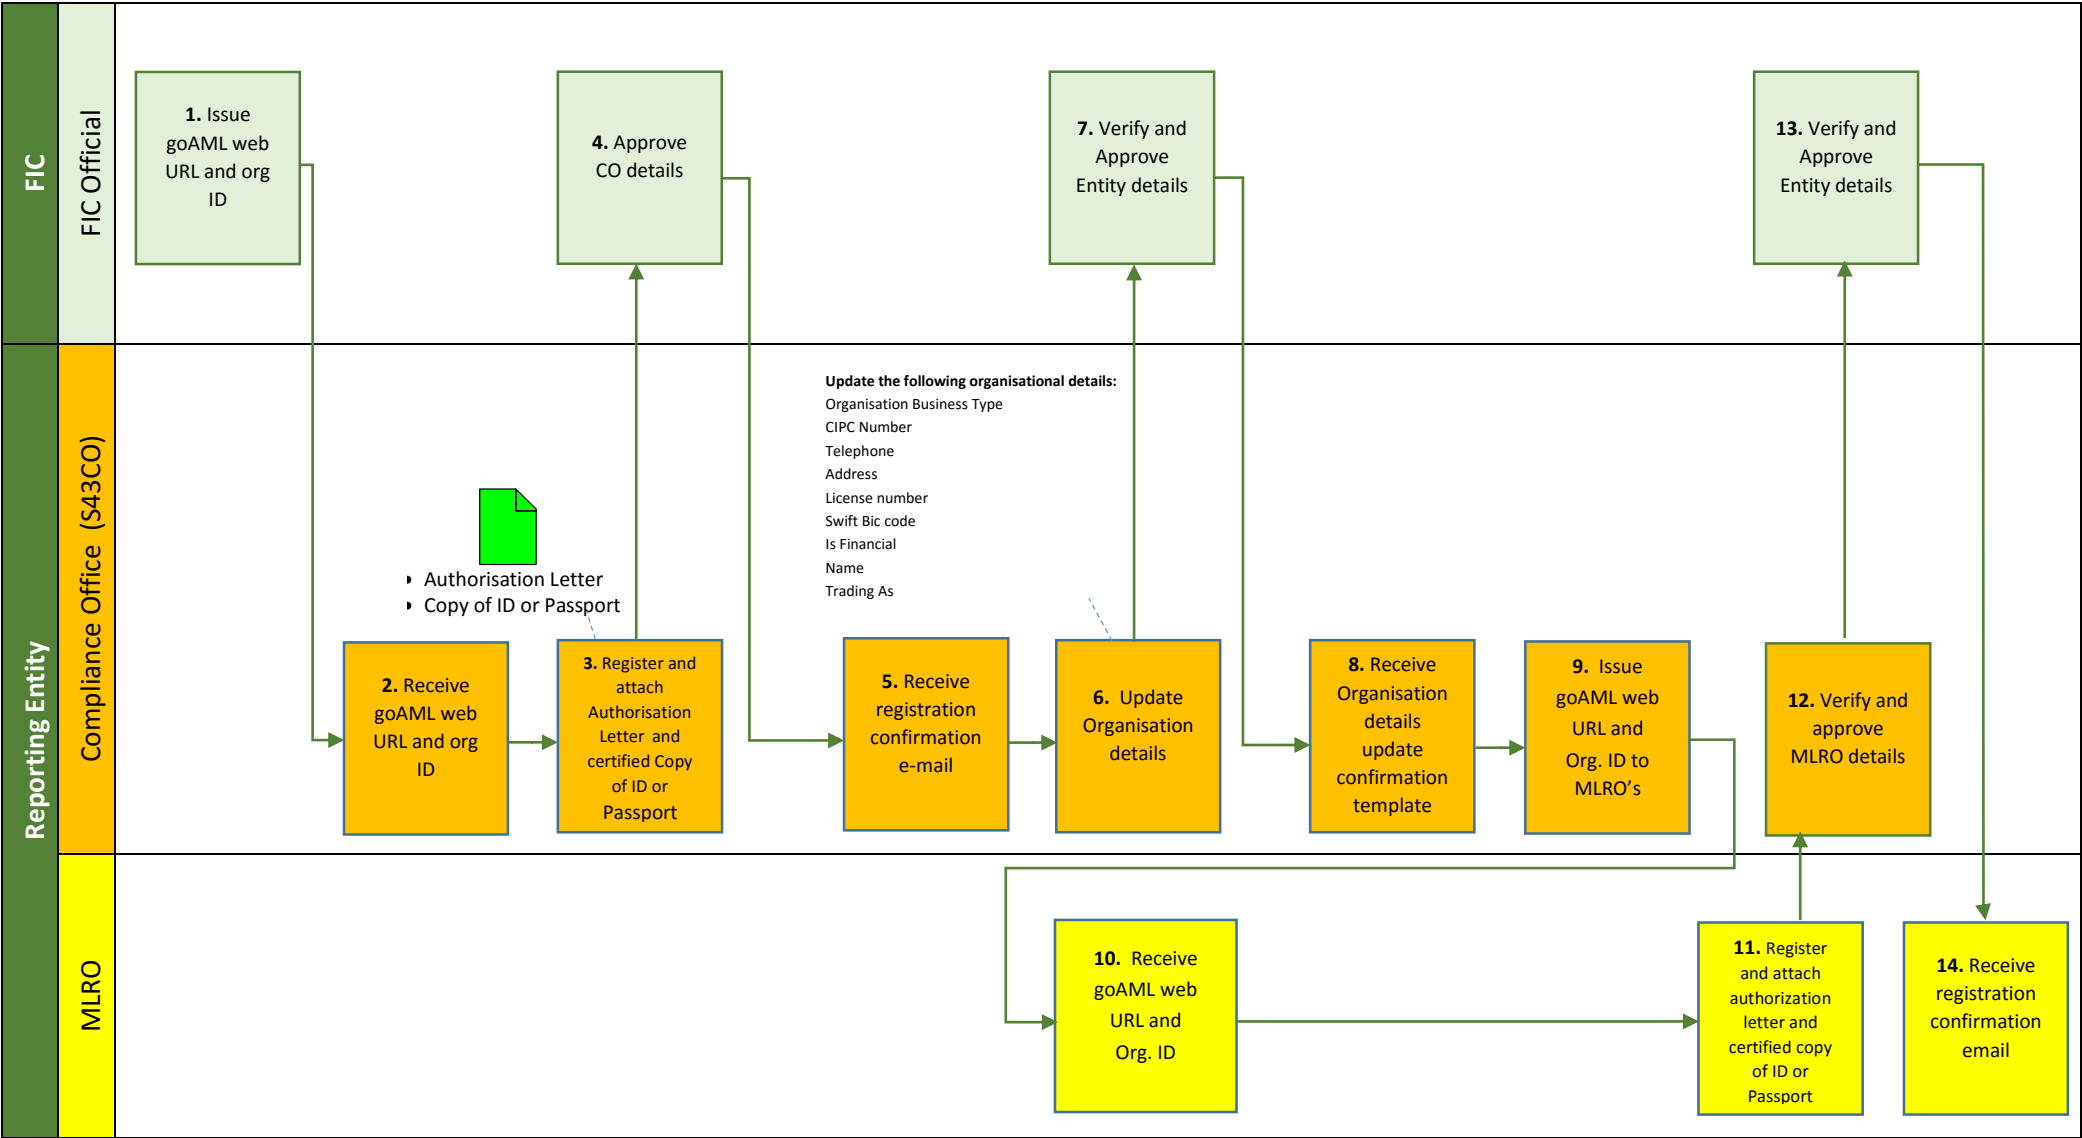 FIC
FIC Official
1. Issue
goAML web
URL and org
ID
4. Approve
CO details
7. Verify and
Approve
Entity details
13. Verify and
Approve
Entity details
Reporting Entity
Compliance Office (S43CO)
Update the following organisational details:
Organisation Business Type
CIPC Number
Telephone
Address
License number
Swift Bic code
Is Financial
Name
Trading As
• Authorisation Letter
• Copy of ID or Passport
2. Receive
goAML web
URL and org
ID
3. Register and
attach
Authorisation
Letter and
certified Copy
of ID or
Passport
5. Receive
registration
confirmation
e-mail
6. Update
Organisation
details
8. Receive
Organisation
details
update
confirmation
template
9. Issue
goAML web
URL and
Org. ID to
MLRO’s
12. Verify and
approve
MLRO details
MLRO
10. Receive
goAML web
URL and
Org. ID
11. Register
and attach
authorization
letter and
certified copy
of ID or
Passport
14. Receive
registration
confirmation
email